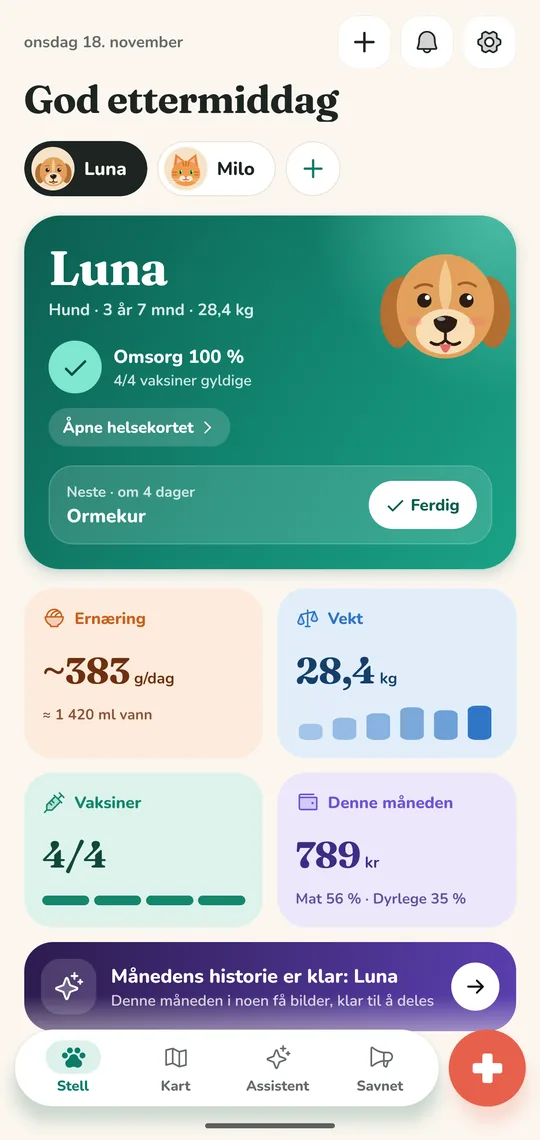 onsdag 18. november
God ettermiddag
Luna
Milo
Luna
Hund · 3 år 7 mnd · 28,4 kg
Omsorg 100 %
4/4 vaksiner gyldige
Åpne helsekortet
Neste · om 4 dager
Ormekur
Ferdig
Ernæring
~383 g/dag
≈ 1 420 ml vann
Vekt
28,4 kg
Vaksiner
4/4
Denne måneden
789 kr
Mat 56 % · Dyrlege 35 %
Månedens historie er klar: Luna
Denne måneden i noen få bilder, klar til å deles
Stell
Kart
Assistent
Savnet